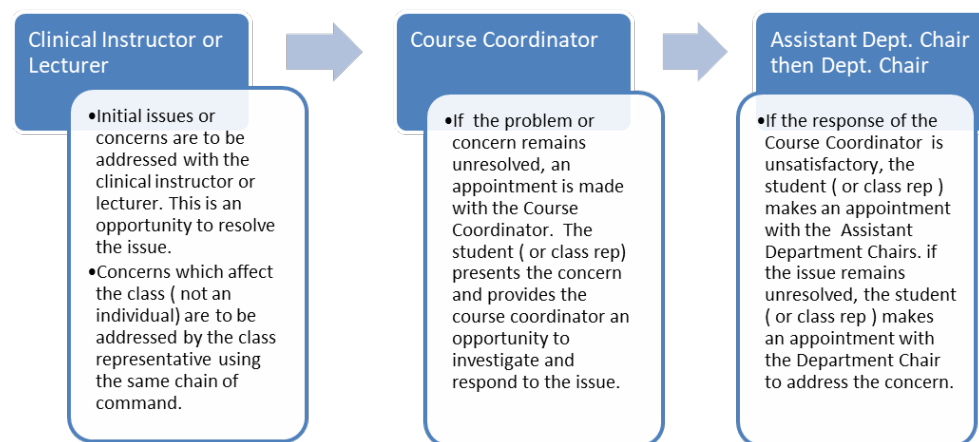 Clinical Instructor or
Lecturer
•Initial issues or
concerns are to be
addressed with the
clinical instructor or
lecturer. This is an
opportunity to resolve
the issue.
•Concerns which affect
the class ( not an
individual) are to be
addressed by the class
representative using
the same chain of
command.
Course Coordinator
•If the problem or
concern remains
unresolved, an
appointment is made
with the Course
Coordinator. The
student ( or class rep)
presents the concern
and provides the
course coordinator an
opportunity to
investigate and
respond to the issue.
Assistant Dept. Chair
then Dept. Chair
•If the response of the
Course Coordinator is
unsatisfactory, the
student ( or class rep )
makes an appointment
with the Assistant
Department Chairs. if
the issue remains
unresolved, the student
( or class rep ) makes
an appointment with
the Department Chair
to address the concern.